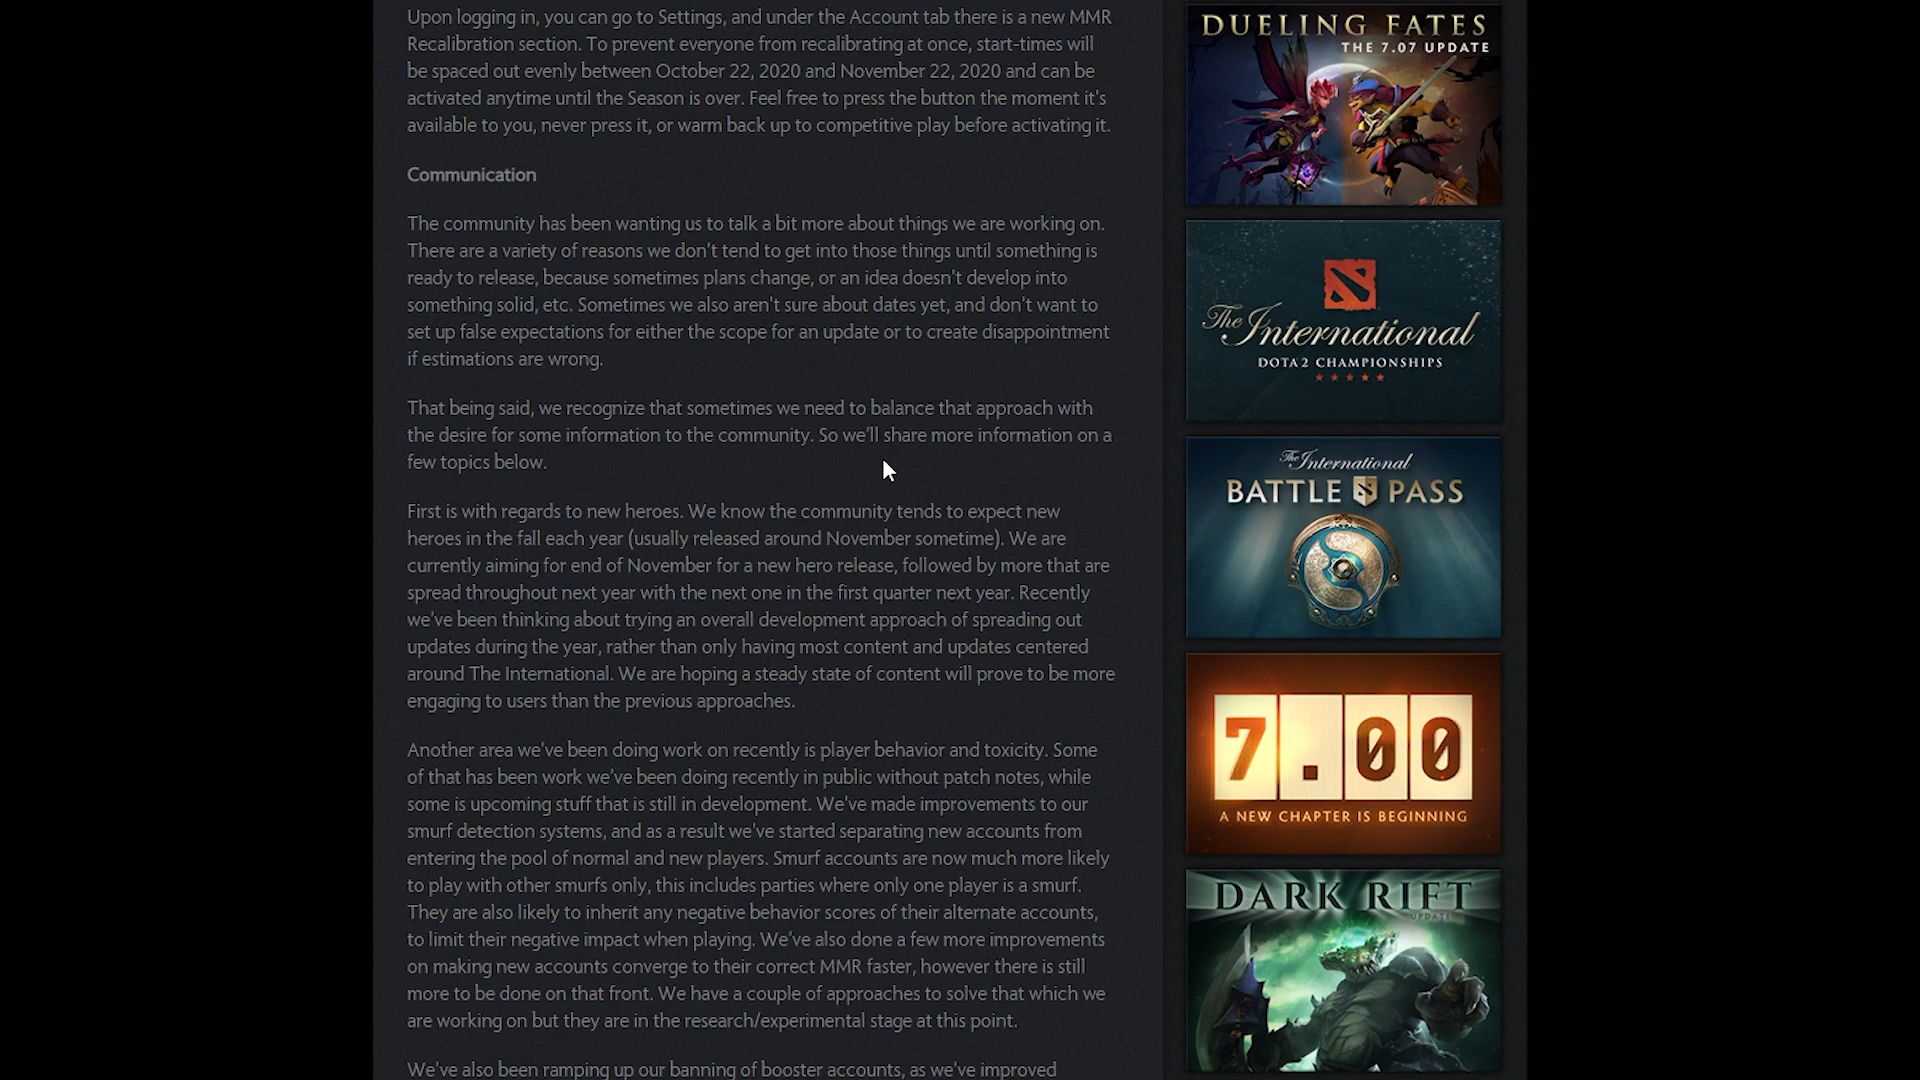 Upon logging in, you can go to Settings, and under the Account tab there is a new MMR
Recalibration section. To prevent everyone from recalibrating at once, start-times will
be spaced out evenly between October 22, 2020 and November 22, 2020 and can be
activated anytime until the Season is over. Feel free to press the button the moment it's
available to you, never press it, or warm back up to competitive play before activating it.
Communication
The community has been wanting us to talk a bit more about things we are working on.
There are a variety of reasons we don't tend to get into those things until something is
ready to release, because sometimes plans change, or an idea doesn't develop into
something solid, etc. Sometimes we also aren't sure about dates yet, and don't want to
set up false expectations for either the scope for an update or to create disappointment
if estimations are wrong.
That being said, we recognize that sometimes we need to balance that approach with
the desire for some information to the community. So we'll share more information on a
few topics below.
First is with regards to new heroes. We know the community tends to expect new
heroes in the fall each year (usually released around November sometime). We are
currently aiming for end of November for a new hero release, followed by more that are
spread throughout next year with the next one in the first quarter next year. Recently
we've been thinking about trying an overall development approach of spreading out
updates during the year, rather than only having most content and updates centered
around The International. We are hoping a steady state of content will prove to be more
engaging to users than the previous approaches.
Another area we've been doing work on recently is player behavior and toxicity. Some
of that has been work we've been doing recently in public without patch notes, while
some is upcoming stuff that is still in development. We've made improvements to our
smurf detection systems, and as a result we've started separating new accounts from
entering the pool of normal and new players. Smurf accounts are now much more likely
to play with other smurfs only, this includes parties where only one player is a smurf.
They are also likely to inherit any negative behavior scores of their alternate accounts,
to limit their negative impact when playing. We've also done a few more improvements
on making new accounts converge to their correct MMR faster, however there is still
more to be done on that front. We have a couple of approaches to solve that which we
are working on but they are in the research/experimental stage at this point.
We've also been ramping up our banning of booster accounts, as we've improved
DUELING FATES
THE 7.07 UPDATE
The International
DOTA 2 CHAMPIONSHIPS
The International
BATTLE PASS
7.00
A NEW CHAPTER IS BEGINNING
DARK RIFT
UPDATE